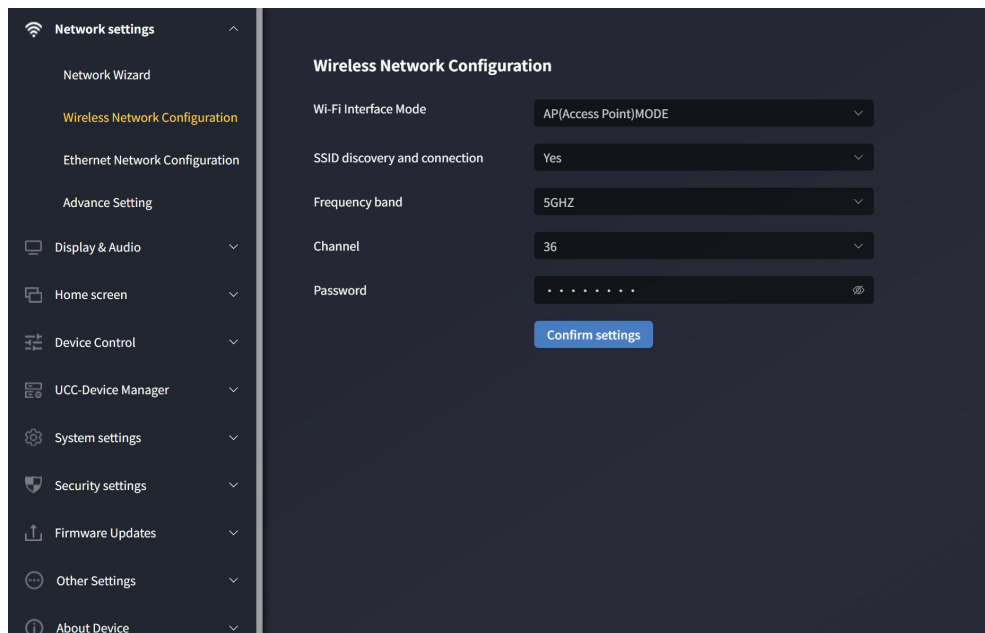 Network settings
Network Wizard
Wireless Network Configuration
Ethernet Network Configuration
Advance Setting
Display & Audio
Home screen
Device Control
UCC-Device Manager
System settings
Security settings
Firmware Updates
Other Settings
About Device
Wireless Network Configuration
Wi-Fi Interface Mode
AP(Access Point)MODE
SSID discovery and connection
Yes
Frequency band
5GHZ
Channel
36
Password
Confirm settings